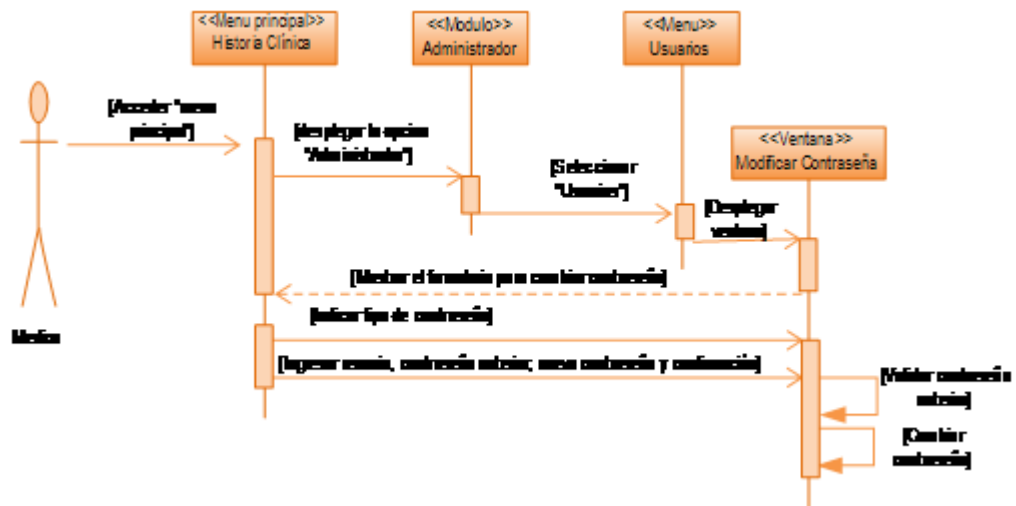 <<Menu principal>>
Historia Clínica
<<Modulo>>
Administrador
<<Menu>>
Usuarios
<<Ventana>>
Modificar Contraseña
[Acceder "menu
principal"]
[desplegar la opcion
"Administrador"]
[Seleccionar
"Usuarios"]
[Desplegar
ventana]
[Mostrar el formulario para cambiar contraseña]
[Indicar tipo de contraseña]
[Ingresar usuario, contraseña anterior, nueva contraseña y confirmación]
[Validar contraseña
anterior]
[Cambiar
contraseña]
Medico